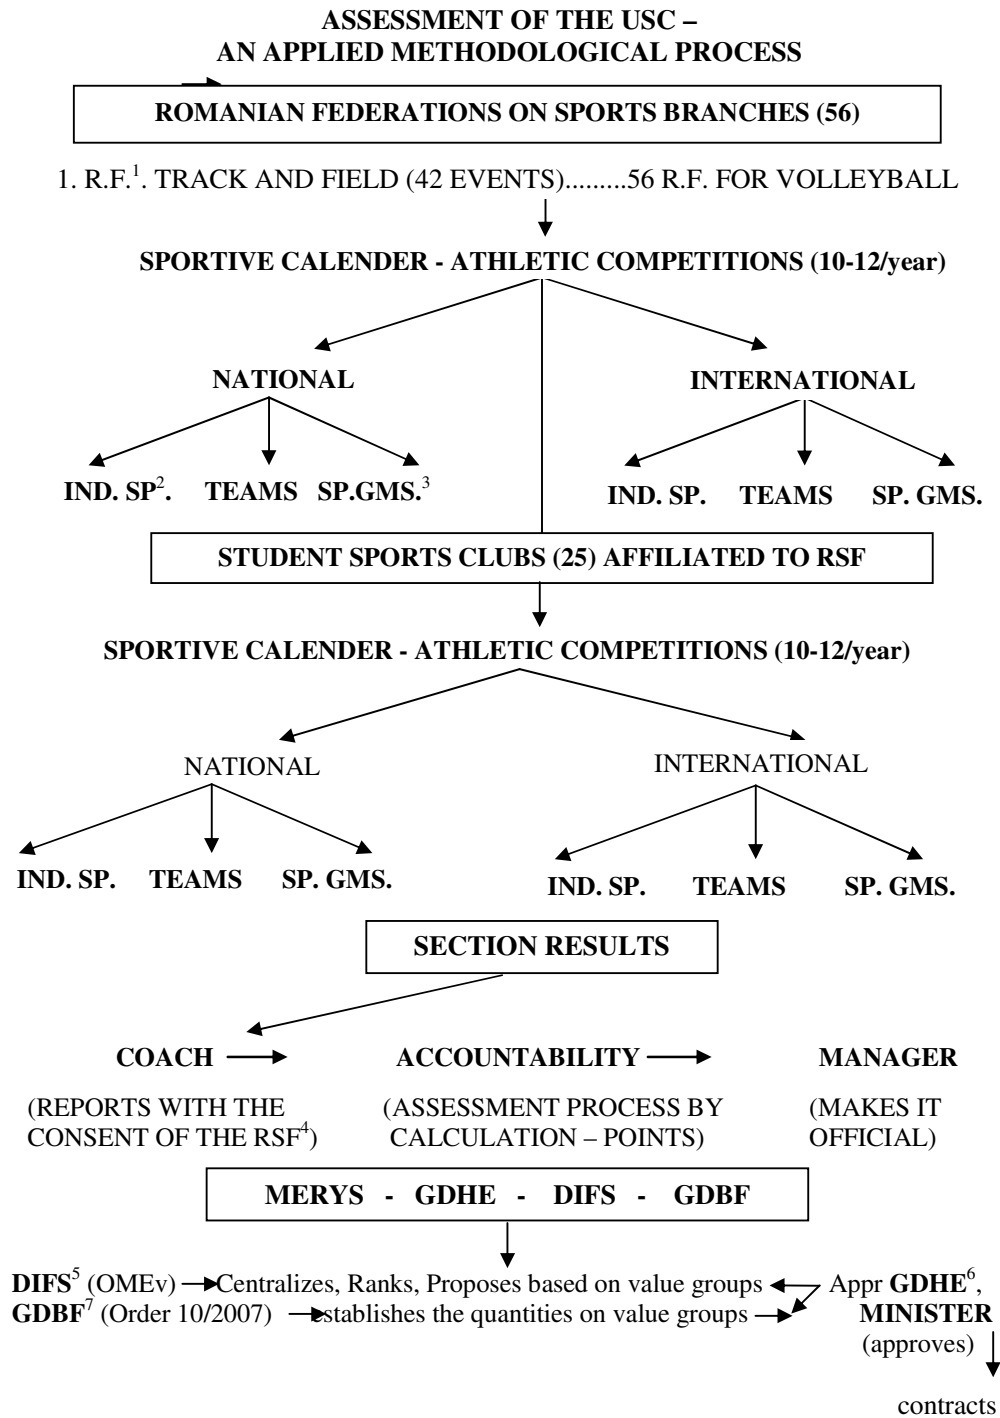 ASSESSMENT OF THE USC –
AN APPLIED METHODOLOGICAL PROCESS
ROMANIAN FEDERATIONS ON SPORTS BRANCHES (56)
1. R.F.1. TRACK AND FIELD (42 EVENTS).........56 R.F. FOR VOLLEYBALL
SPORTIVE CALENDER - ATHLETIC COMPETITIONS (10-12/year)
NATIONAL INTERNATIONAL
IND. SP2. TEAMS SP.GMS.3 IND. SP. TEAMS SP. GMS.
STUDENT SPORTS CLUBS (25) AFFILIATED TO RSF
SPORTIVE CALENDER - ATHLETIC COMPETITIONS (10-12/year)
NATIONAL INTERNATIONAL
IND. SP. TEAMS SP. GMS. IND. SP. TEAMS SP. GMS.
SECTION RESULTS
COACH ACCOUNTABILITY MANAGER
(REPORTS WITH THE (ASSESSMENT PROCESS BY (MAKES IT
CONSENT OF THE RSF4) CALCULATION – POINTS) OFFICIAL)
MERYS - GDHE - DIFS - GDBF
DIFS5 (OMEv) Centralizes, Ranks, Proposes based on value groups Appr GDHE6,
GDBF7 (Order 10/2007) establishes the quantities on value groups MINISTER
(approves)
contracts